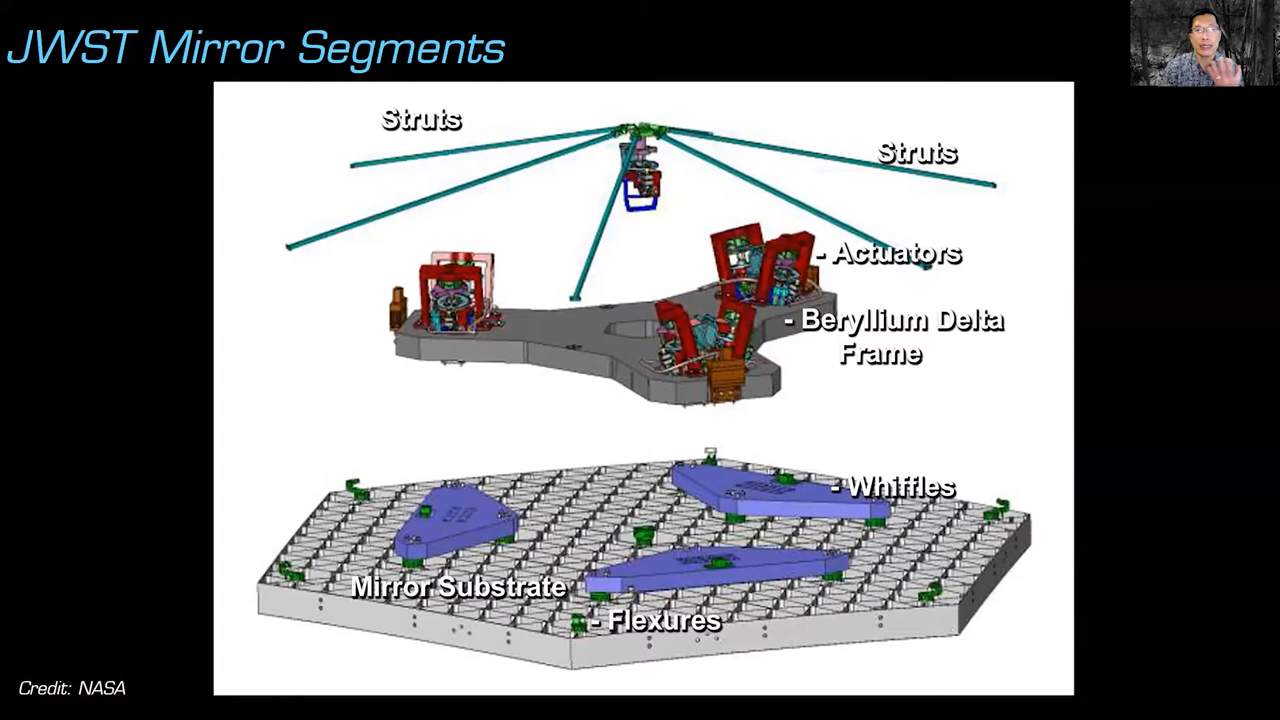 JWST Mirror Segments
Struts
Struts
- Actuators
- Beryllium Delta
Frame
- Whiffles
Mirror Substrate
- Flexures
Credit: NASA